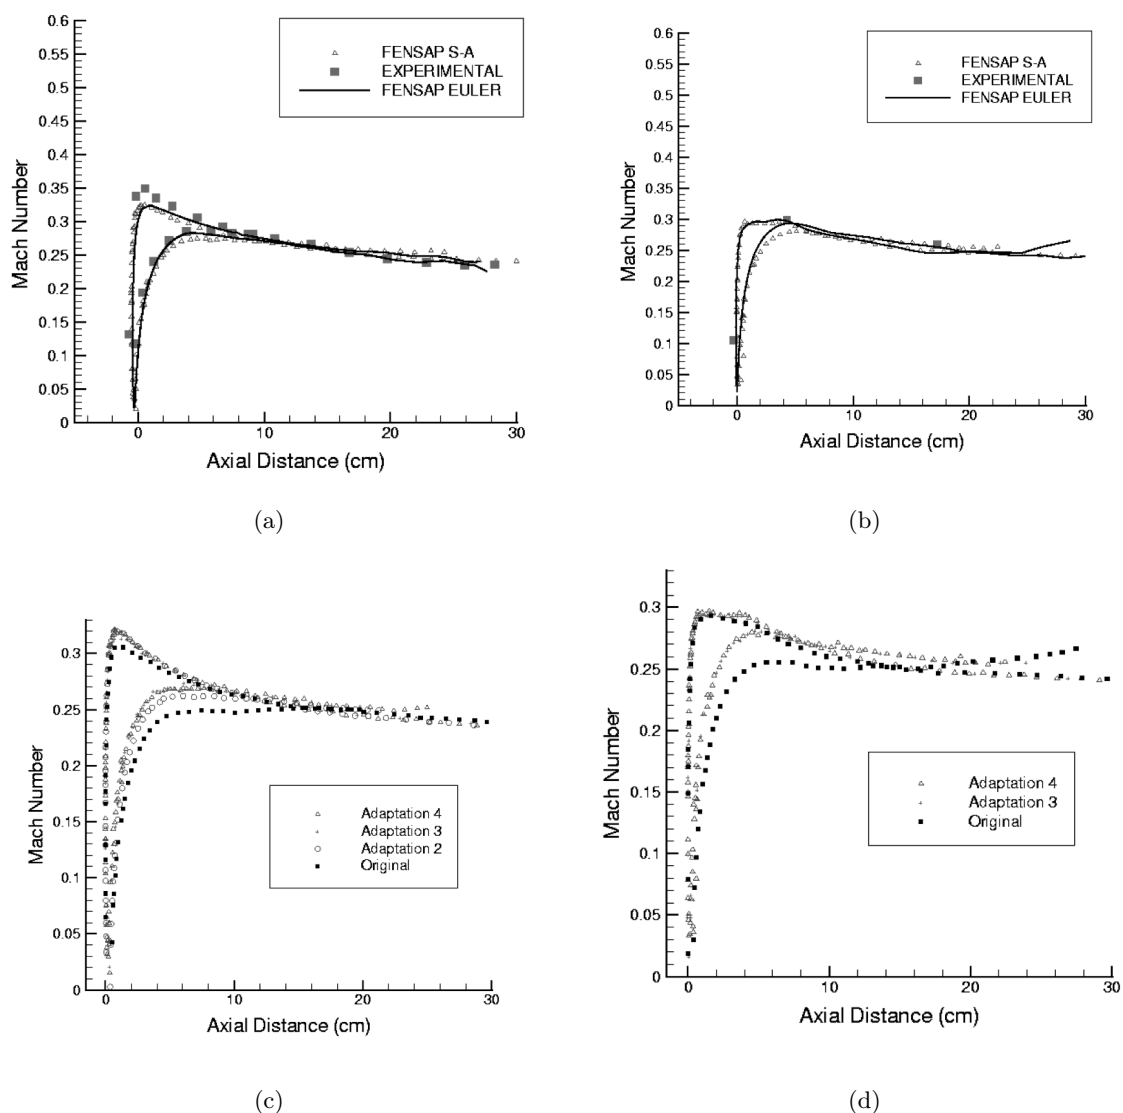 0.6
0.55
0.5
0.45
0.4
0.35
0.3
0.25
0.2
0.15
0.1
0.05
0
Mach Number
FENSAP S-A
EXPERIMENTAL
FENSAP EULER
0 10 20 30
Axial Distance (cm)
(a)
0.6
0.55
0.5
0.45
0.4
0.35
0.3
0.25
0.2
0.15
0.1
0.05
0
Mach Number
FENSAP S-A
EXPERIMENTAL
FENSAP EULER
0 10 20 30
Axial Distance (cm)
(b)
0.3
0.25
0.2
0.15
0.1
0.05
0
Mach Number
Adaptation 4
Adaptation 3
Adaptation 2
Original
0 10 20 30
Axial Distance (cm)
(c)
0.3
0.25
0.2
0.15
0.1
0.05
0
Mach Number
Adaptation 4
Adaptation 3
Original
0 10 20 30
Axial Distance (cm)
(d)